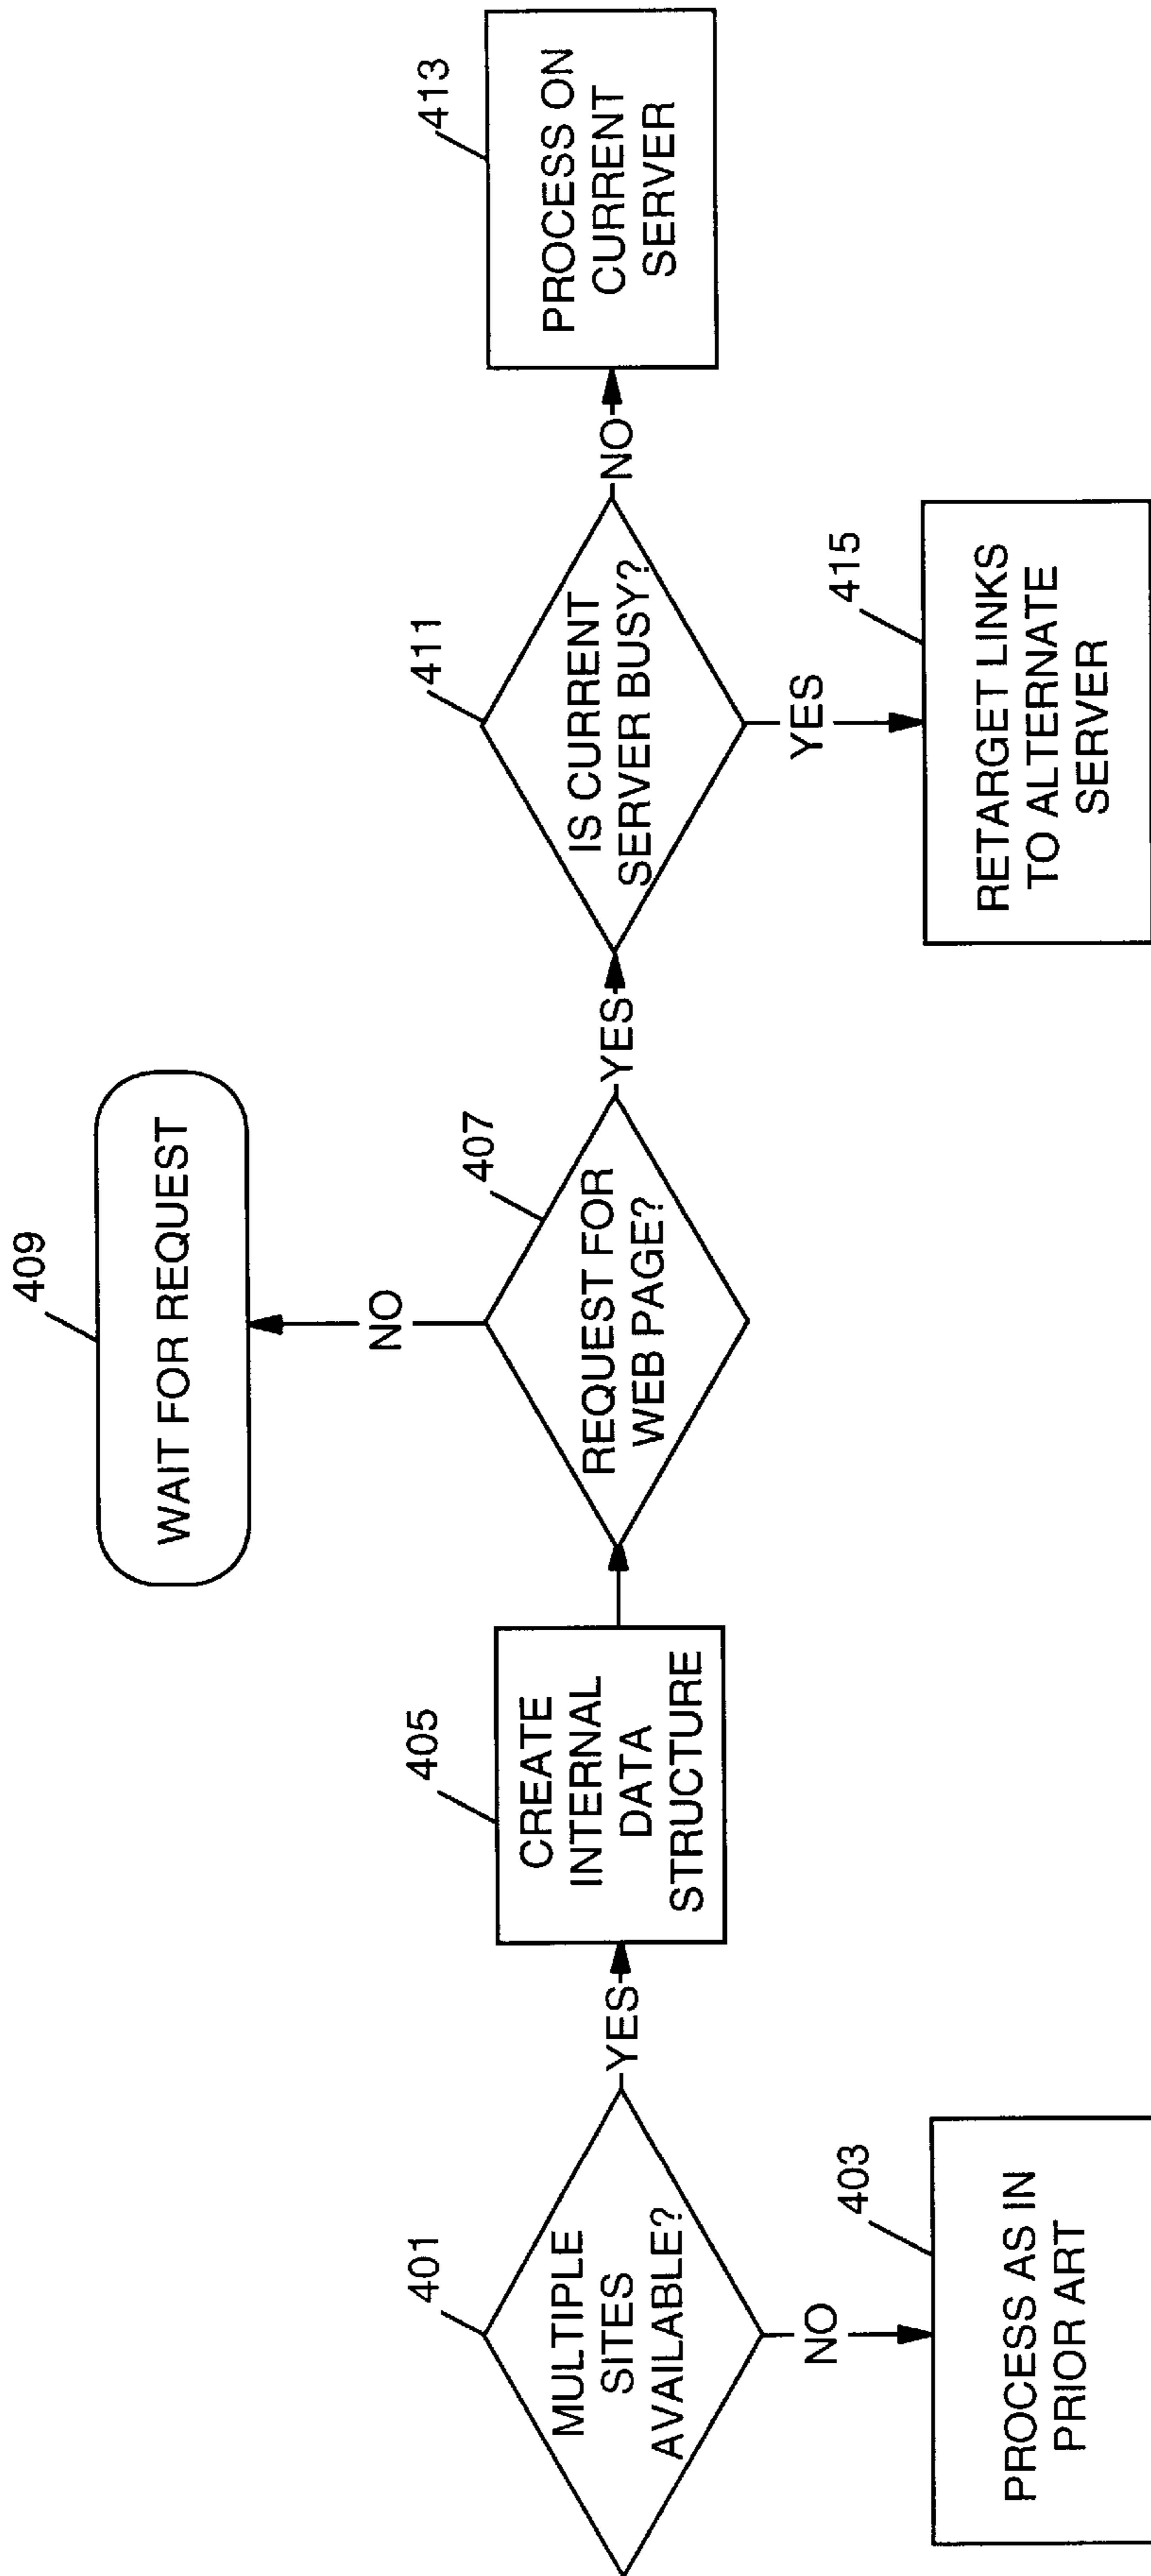 401
MULTIPLE
SITES
AVAILABLE?
NO
403
PROCESS AS IN
PRIOR ART
YES
405
CREATE
INTERNAL
DATA
STRUCTURE
407
REQUEST FOR
WEB PAGE?
NO
409
WAIT FOR REQUEST
YES
411
IS CURRENT
SERVER BUSY?
YES
415
RETARGET LINKS
TO ALTERNATE
SERVER
NO
413
PROCESS ON
CURRENT
SERVER